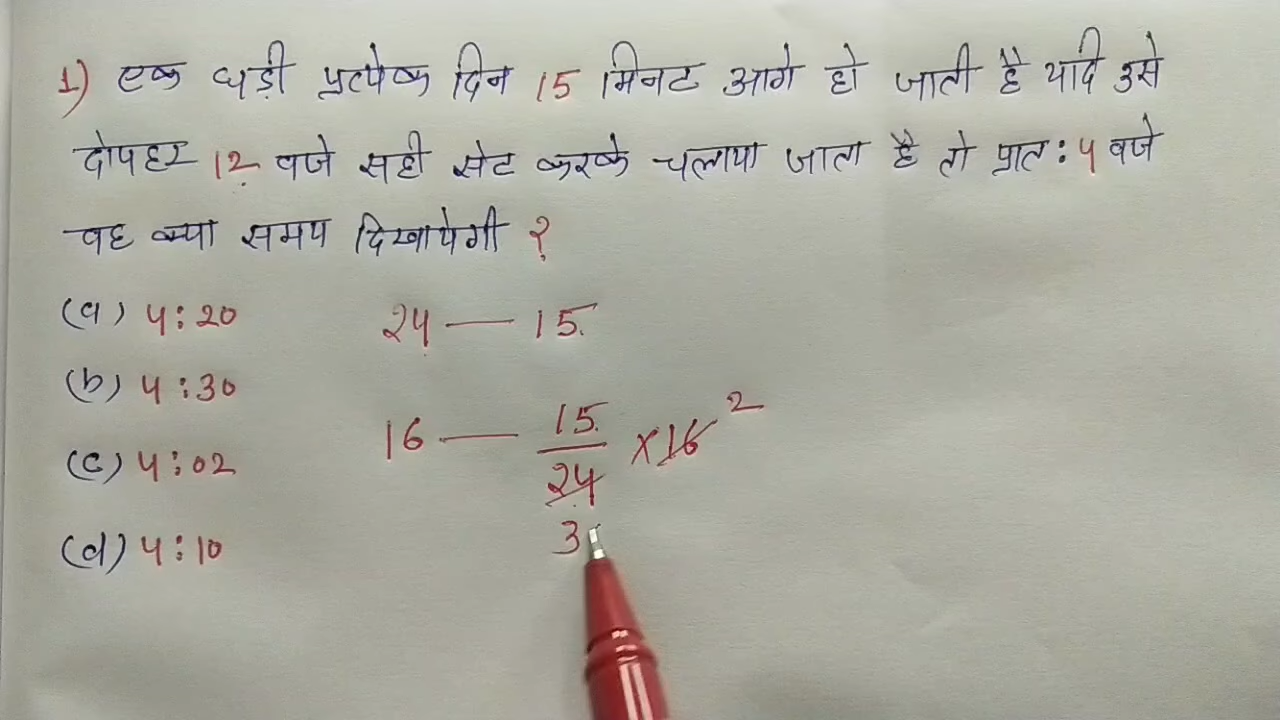 1) एक घड़ी प्रत्येक दिन 15 मिनट आगे हो जाती है यदि उसे
दोपहर 12 बजे सही सेट करके चलाया जाता है तो प्रात: 4 बजे
वह क्या समय दिखायेगी ?
(a) 4:20
24 — 15
(b) 4:30
16 — 15/24 ×16 2
3
(c) 4:02
(d) 4:10